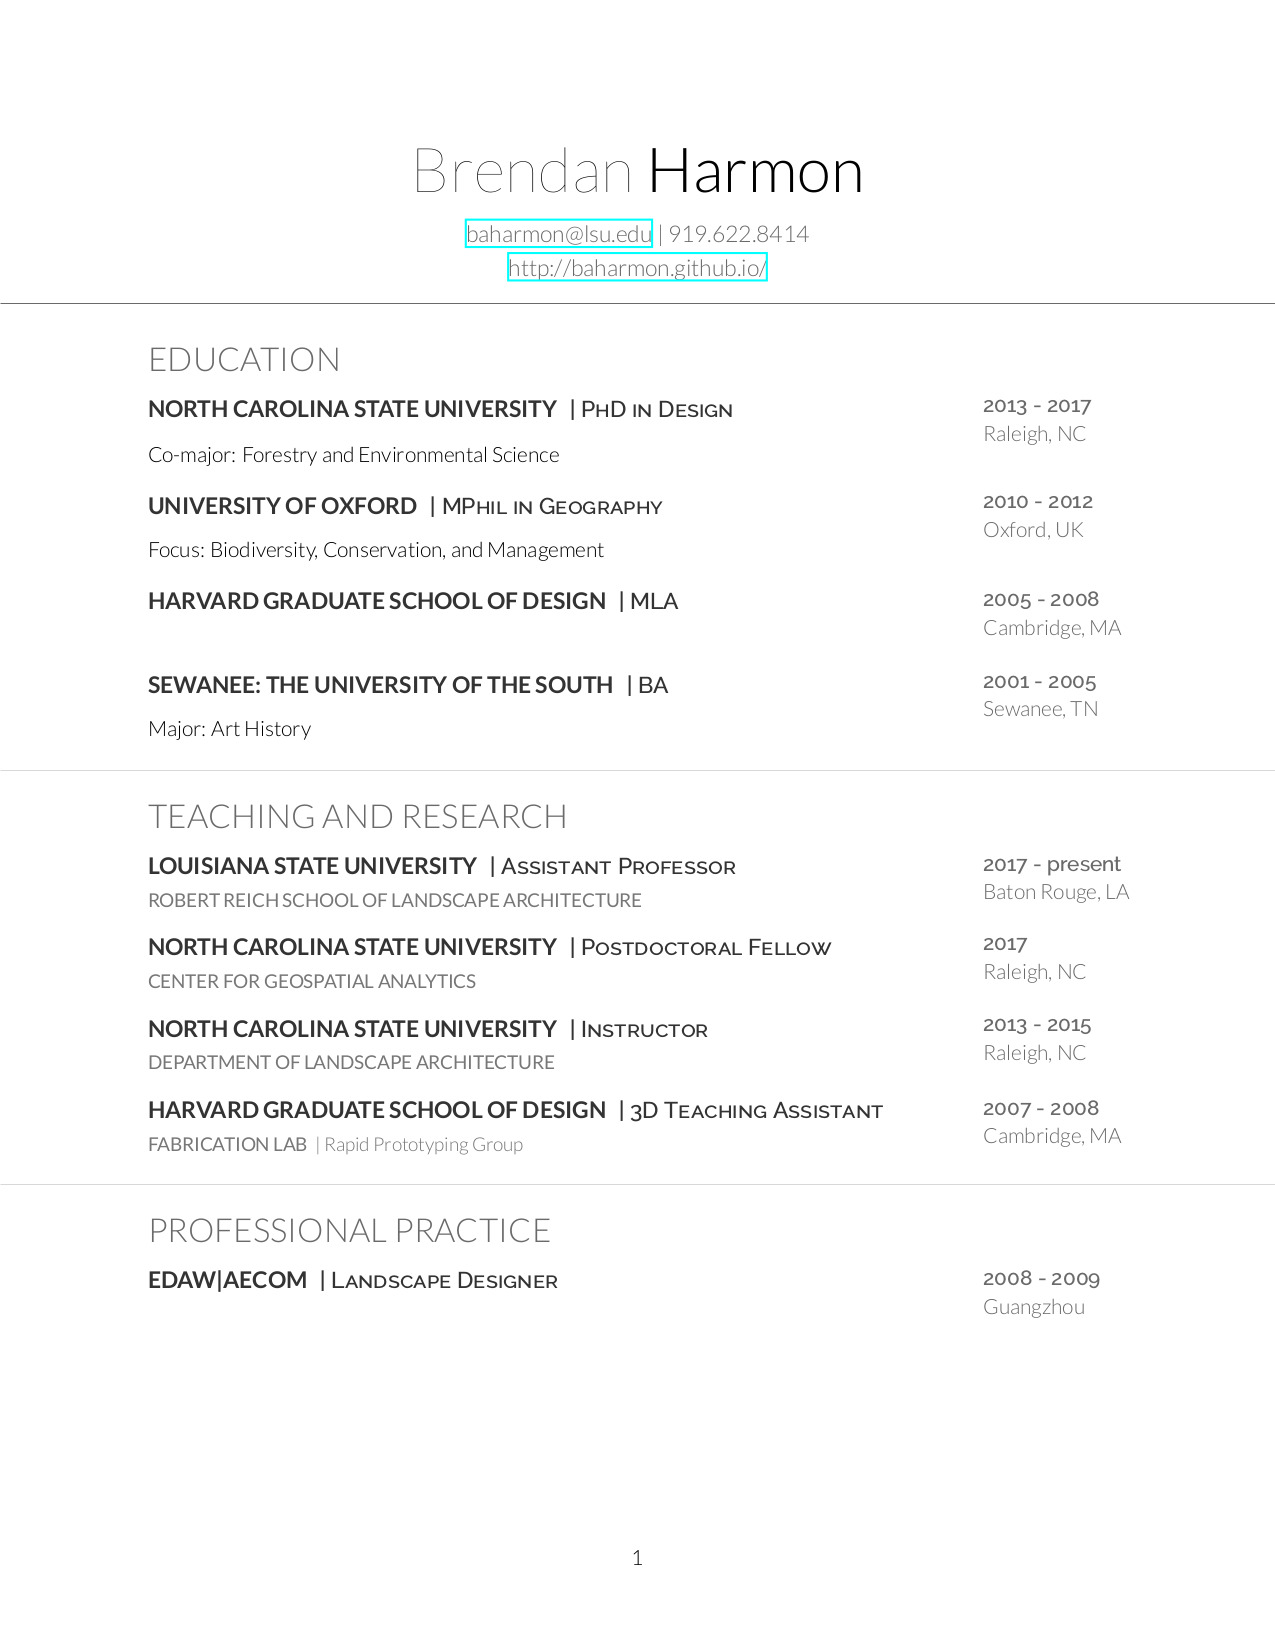 Brendan Harmon
baharmon@lsu.edu | 919.622.8414
http://baharmon.github.io/
EDUCATION
NORTH CAROLINA STATE UNIVERSITY | PhD in Design
2013 - 2017
Raleigh, NC
Co-major: Forestry and Environmental Science
UNIVERSITY OF OXFORD | MPhil in Geography
2010 - 2012
Oxford, UK
Focus: Biodiversity, Conservation, and Management
HARVARD GRADUATE SCHOOL OF DESIGN | MLA
2005 - 2008
Cambridge, MA
SEWANEE: THE UNIVERSITY OF THE SOUTH | BA
2001 - 2005
Sewanee, TN
Major: Art History
TEACHING AND RESEARCH
LOUISIANA STATE UNIVERSITY | Assistant Professor
2017 - present
ROBERT REICH SCHOOL OF LANDSCAPE ARCHITECTURE
Baton Rouge, LA
NORTH CAROLINA STATE UNIVERSITY | Postdoctoral Fellow
2017
CENTER FOR GEOSPATIAL ANALYTICS
Raleigh, NC
NORTH CAROLINA STATE UNIVERSITY | Instructor
2013 - 2015
DEPARTMENT OF LANDSCAPE ARCHITECTURE
Raleigh, NC
HARVARD GRADUATE SCHOOL OF DESIGN | 3D Teaching Assistant
2007 - 2008
FABRICATION LAB | Rapid Prototyping Group
Cambridge, MA
PROFESSIONAL PRACTICE
EDAW|AECOM | Landscape Designer
2008 - 2009
Guangzhou
1